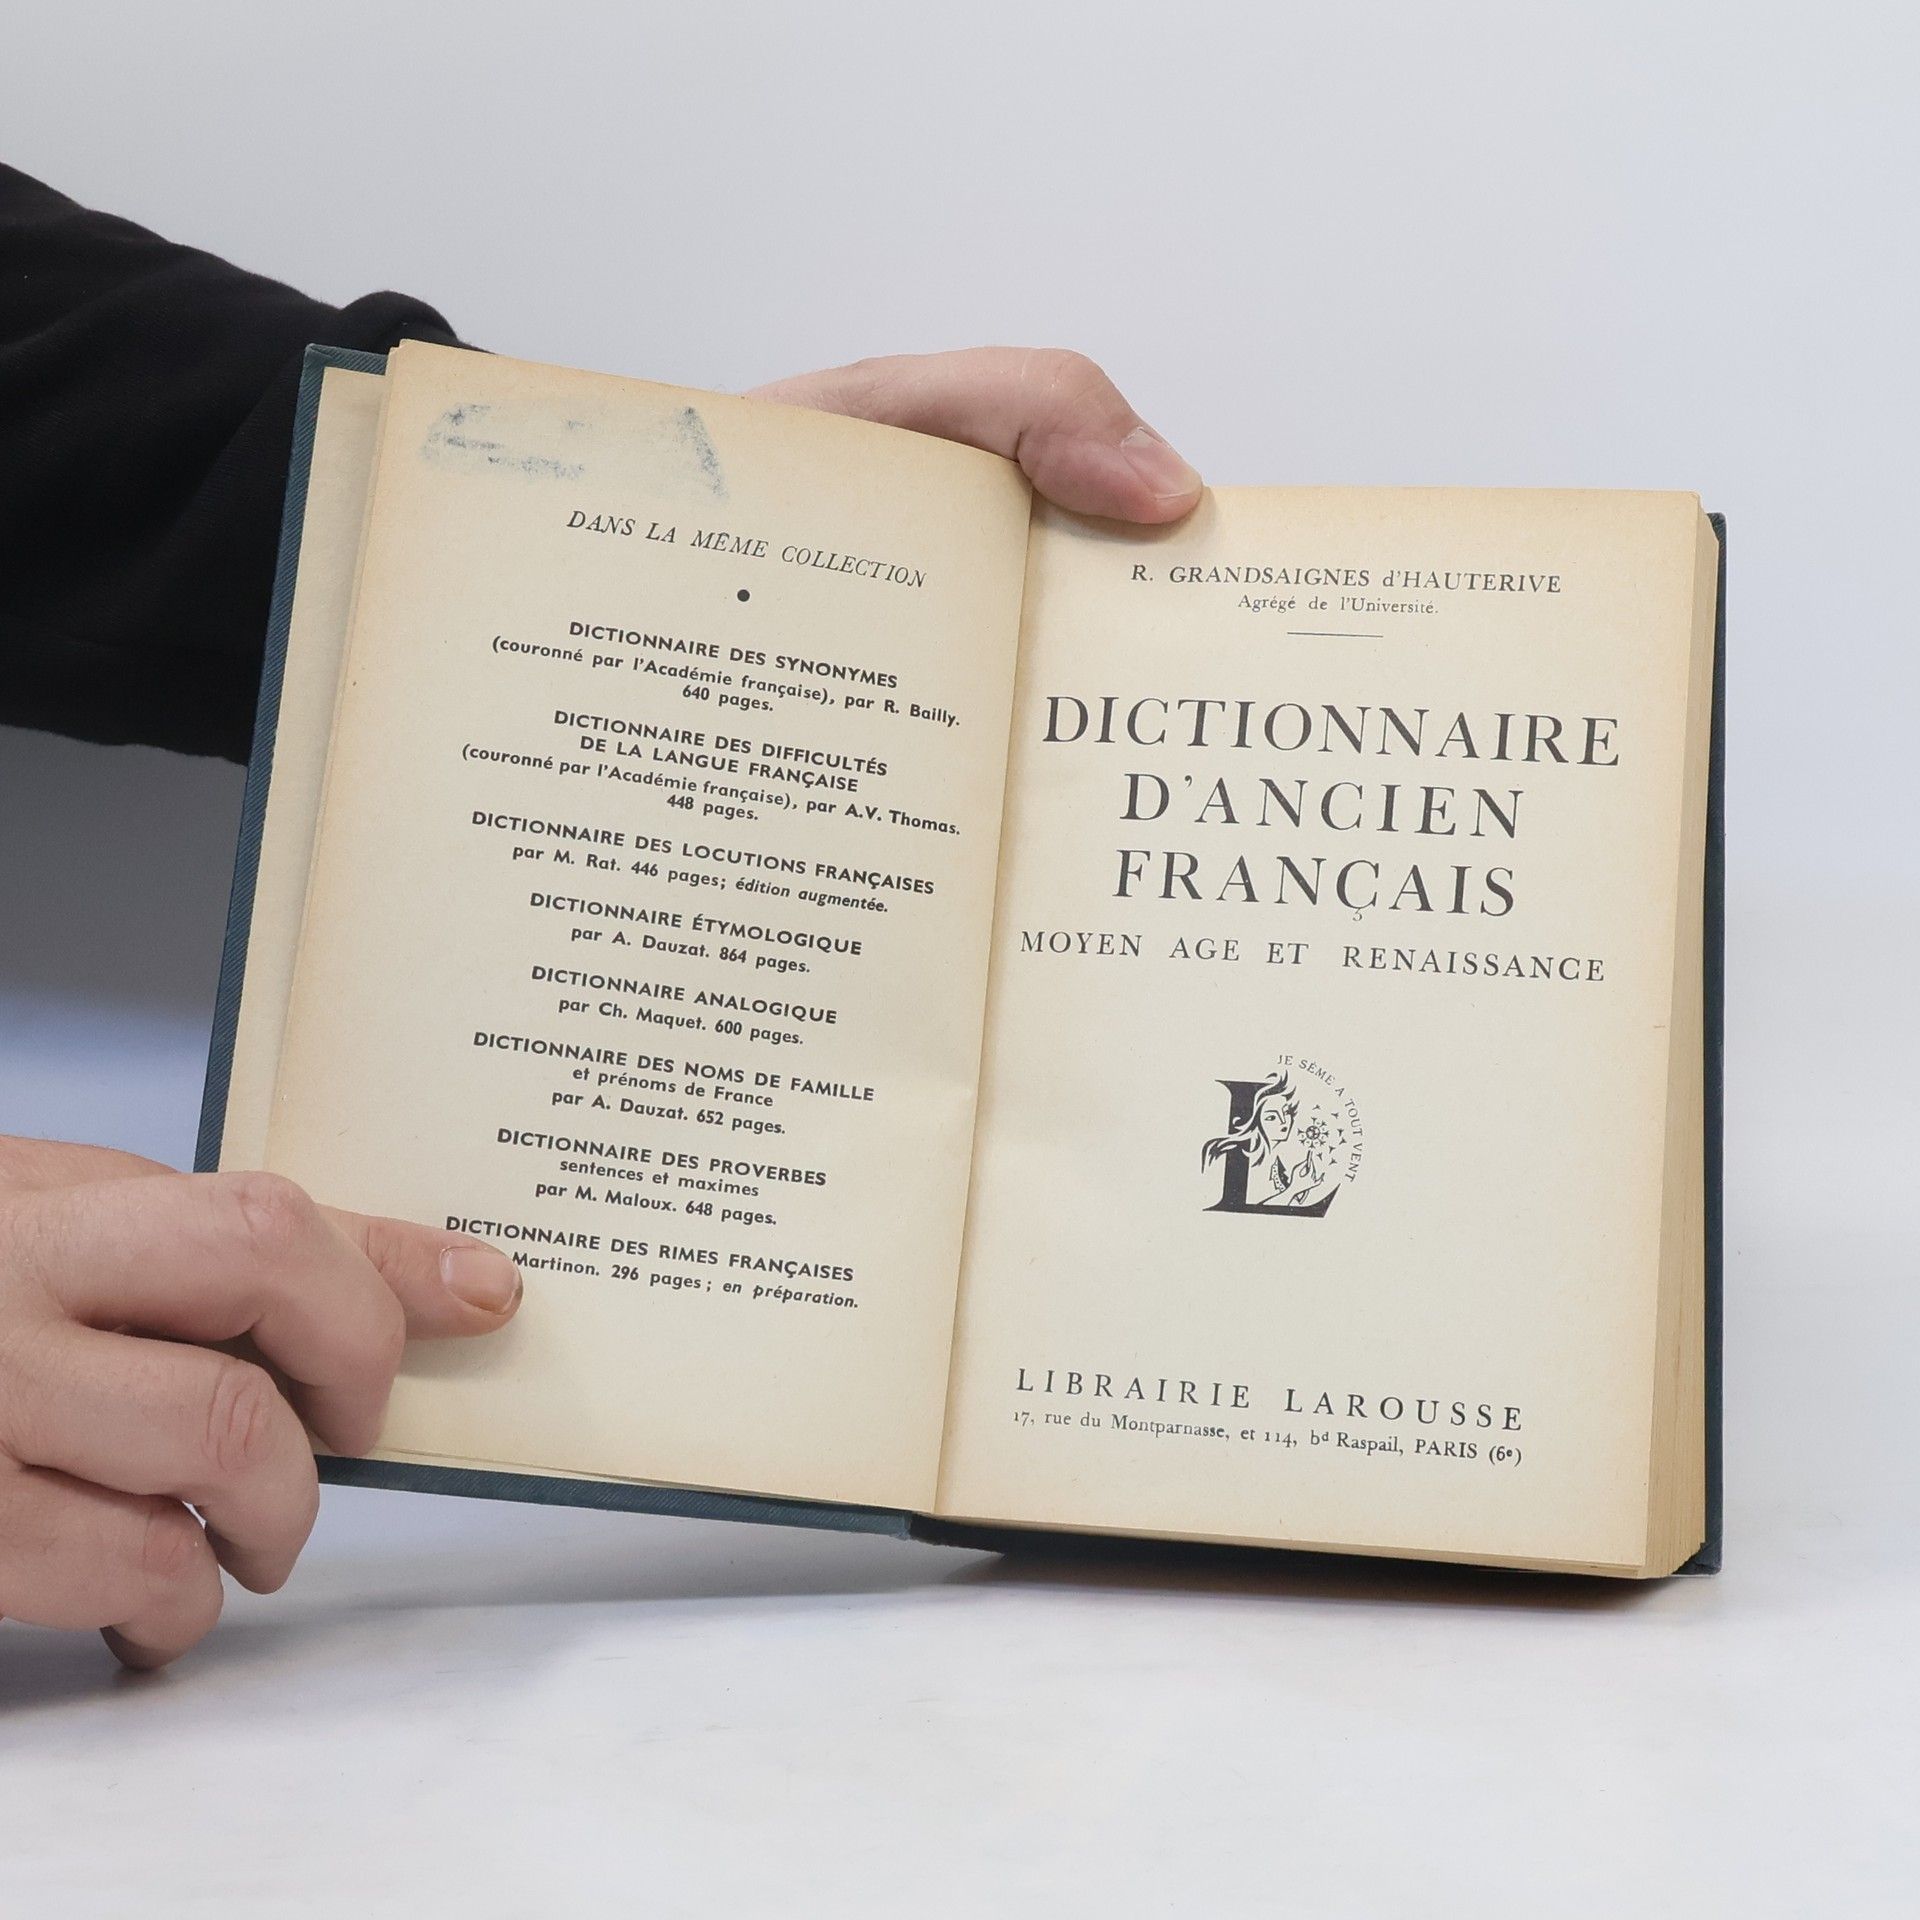 DANS LA MÊME COLLECTION
DICTIONNAIRE DES SYNONYMES
(couronné par l'Académie française), par R. Bailly.
640 pages.
DICTIONNAIRE DES DIFFICULTÉS
DE LA LANGUE FRANÇAISE
(couronné par l'Académie française), par A.V. Thomas.
448 pages.
DICTIONNAIRE DES LOCUTIONS FRANÇAISES
par M. Rat. 446 pages; édition augmentée.
DICTIONNAIRE ÉTYMOLOGIQUE
par A. Dauzat. 864 pages.
DICTIONNAIRE ANALOGIQUE
par Ch. Maquet. 600 pages.
DICTIONNAIRE DES NOMS DE FAMILLE
et prénoms de France
par A. Dauzat. 652 pages.
DICTIONNAIRE DES PROVERBES
sentences et maximes
par M. Maloux. 648 pages.
DICTIONNAIRE DES RIMES FRANÇAISES
Martinon. 296 pages; en préparation.
R. GRANDSAIGNES d'HAUTERIVE
Agrégé de l'Université.
DICTIONNAIRE
D'ANCIEN
FRANÇAIS
MOYEN AGE ET RENAISSANCE
JE SÈME A TOUT VENT
L
LIBRAIRIE LAROUSSE
17, rue du Montparnasse, et 114, bd Raspail, PARIS (6e)